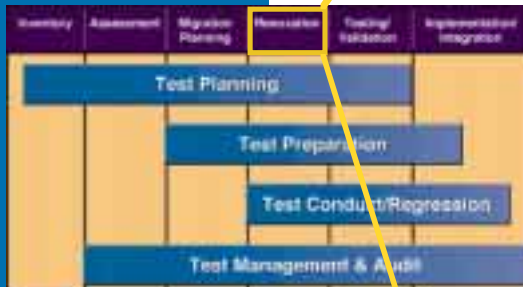 Inventory Assessment Migration Renovation Testing/ Implementation/
Planning Validation Integration
Test Planning
Test Preparation
Test Conduct/Regression
Test Management & Audit